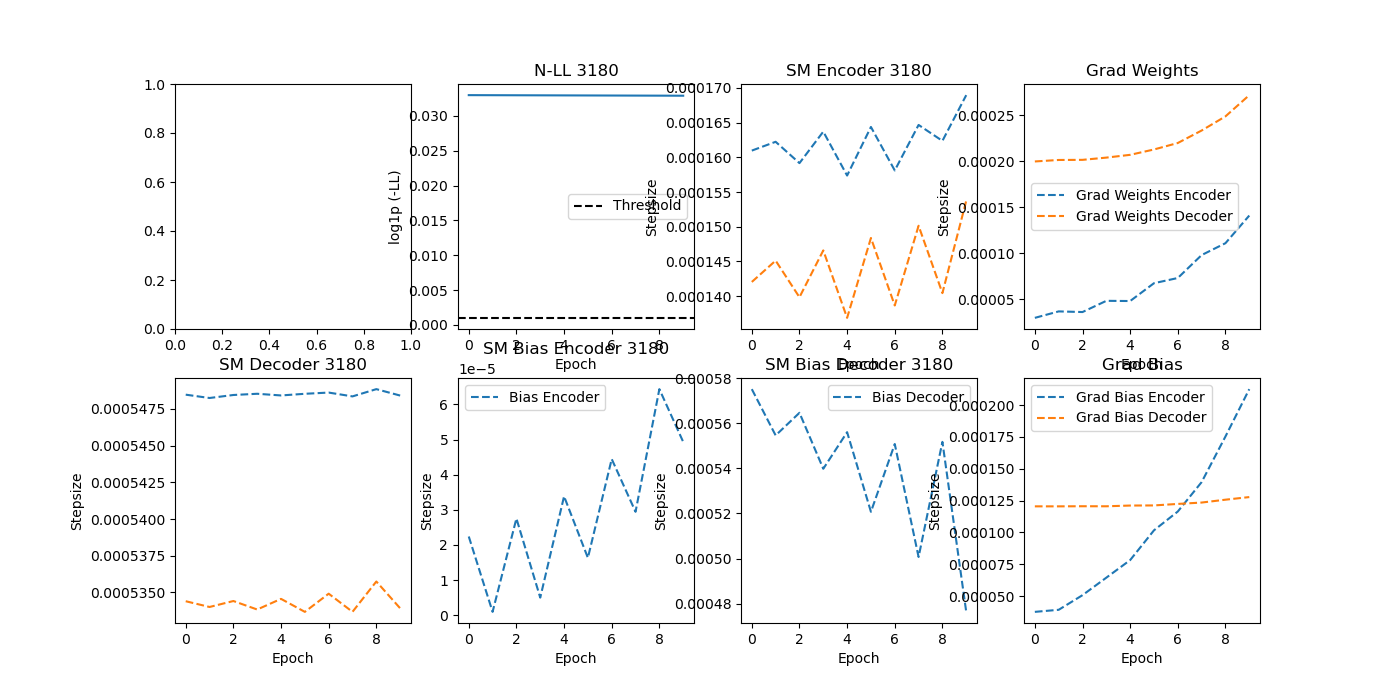 N-LL 3180
SM Encoder 3180
Grad Weights
1.0
0.8
0.6
0.4
0.2
0.0
0.0 0.2 0.4 0.6 0.8 1.0
log1p (-LL)
0.030
0.025
0.020
0.015
0.010
0.005
0.000
Threshold
0 2 4 6 8
Epoch
Stepsize
0.000170
0.000165
0.000160
0.000155
0.000150
0.000145
0.000140
0 2 4 6 8
Epoch
Stepsize
0.00025
0.00020
0.00015
0.00010
0.00005
Grad Weights Encoder
Grad Weights Decoder
0 2 4 6 8
Epoch
SM Decoder 3180
SM Bias Encoder 3180
SM Bias Decoder 3180
Grad Bias
Stepsize
0.0005475
0.0005450
0.0005425
0.0005400
0.0005375
0.0005350
0 2 4 6 8
Epoch
1e−5
Stepsize
6
5
4
3
2
1
0
Bias Encoder
0 2 4 6 8
Epoch
Stepsize
0.00058
0.00056
0.00054
0.00052
0.00050
0.00048
Bias Decoder
0 2 4 6 8
Epoch
Stepsize
0.000200
0.000175
0.000150
0.000125
0.000100
0.000075
0.000050
Grad Bias Encoder
Grad Bias Decoder
0 2 4 6 8
Epoch